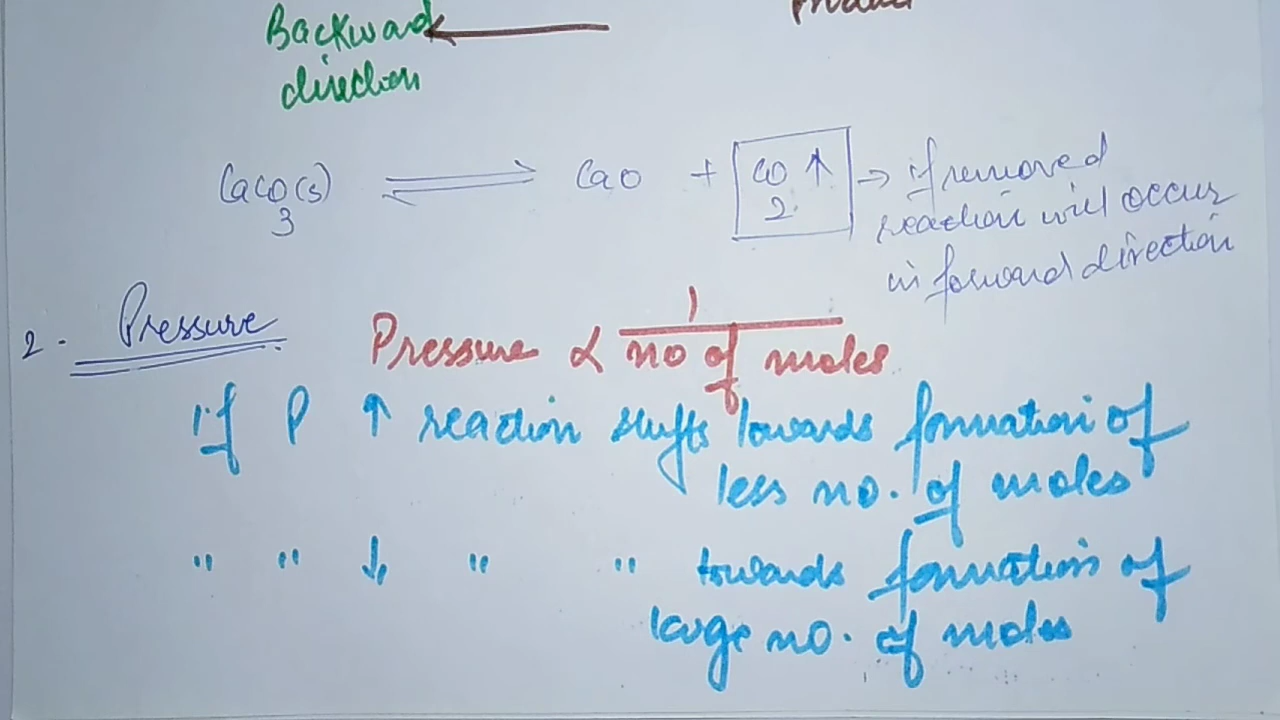 Backward
direction
CaCO3(s) ⇌ CaO + CO2 ↑ → if removed
reaction will occur
in forward direction
2. Pressure
Pressure ∝ 1/no of moles
if P ↑ reaction shifts towards formation of
less no. of moles
" " ↓ " " towards formation of
large no. of moles